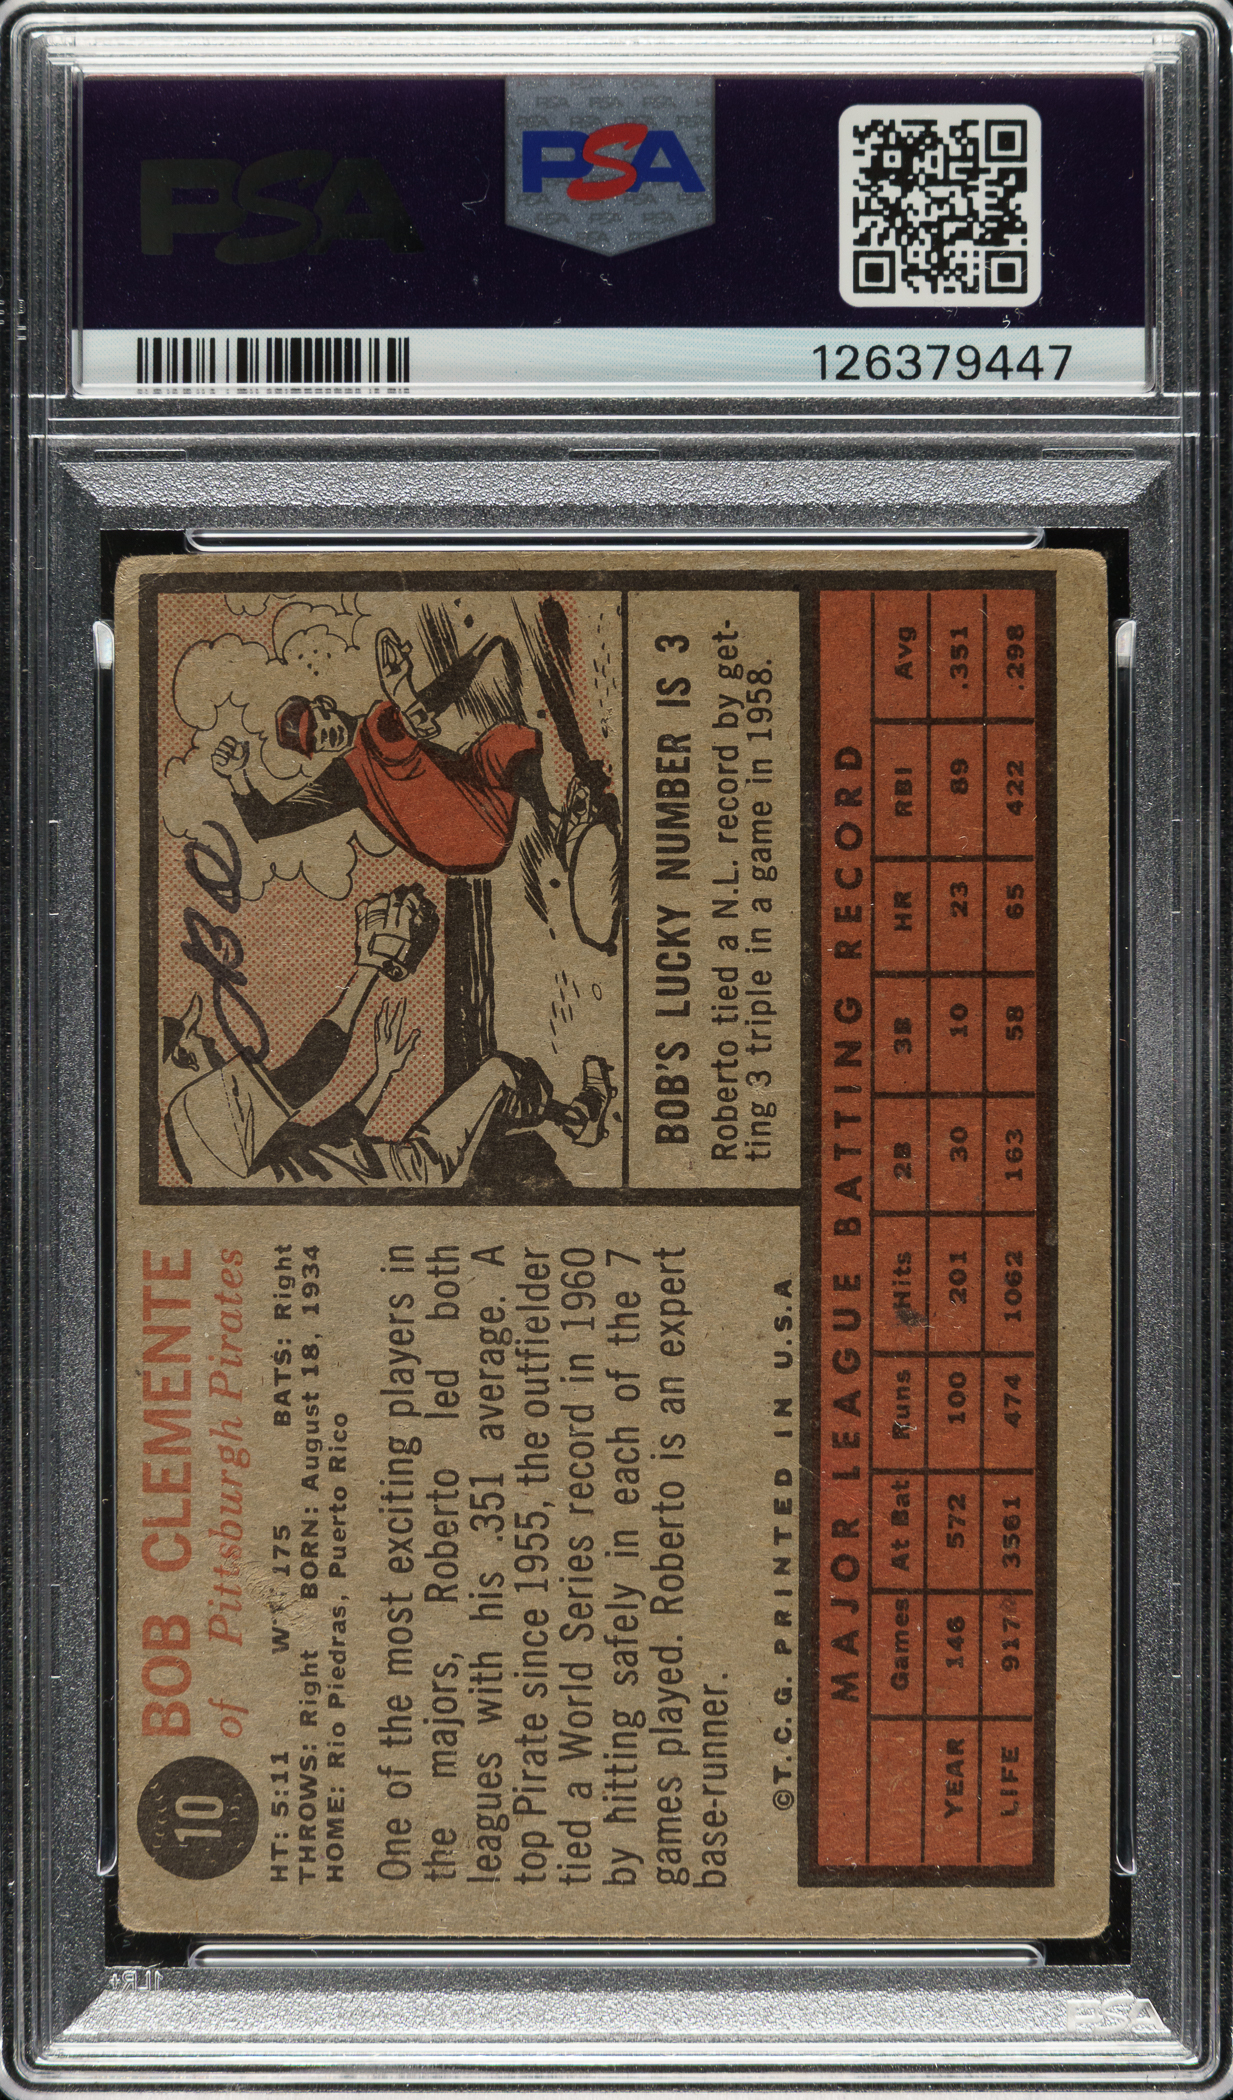 PSA
PSA
126379447
10
BOB CLEMENTE
of Pittsburgh Pirates
HT: 5:11 WT: 175 BATS: Right
THROWS: Right BORN: August 18, 1934
HOME: Rio Piedras, Puerto Rico
One of the most exciting players in
the majors, Roberto led both
leagues with his .351 average. A
top Pirate since 1955, the outfielder
tied a World Series record in 1960
by hitting safely in each of the 7
games played. Roberto is an expert
base-runner.
©T.C.G. PRINTED IN U.S.A
BOB'S LUCKY NUMBER IS 3
Roberto tied a N.L. record by get-
ting 3 triple in a game in 1958.
MAJOR LEAGUE BATTING RECORD
Games At Bat Runs Hits 2B 3B HR RBI Avg
YEAR 146 572 100 201 30 10 23 89 .351
LIFE 917 3561 474 1062 163 58 65 422 .298
PSA